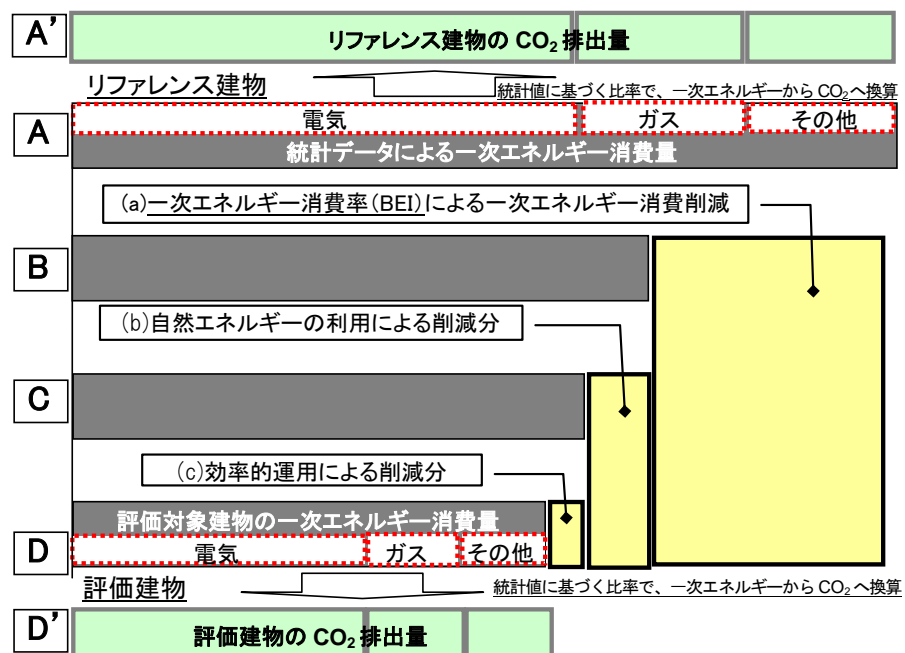 A’
リファレンス建物の CO2 排出量
リファレンス建物
統計値に基づく比率で、一次エネルギーから CO2へ換算
A
電気 ガス その他
統計データによる一次エネルギー消費量
(a)一次エネルギー消費率(BEI)による一次エネルギー消費削減
B
(b)自然エネルギーの利用による削減分
C
(c)効率的運用による削減分
評価対象建物の一次エネルギー消費量
D
電気 ガス その他
評価建物
統計値に基づく比率で、一次エネルギーから CO2 へ換算
D’
評価建物の CO2 排出量